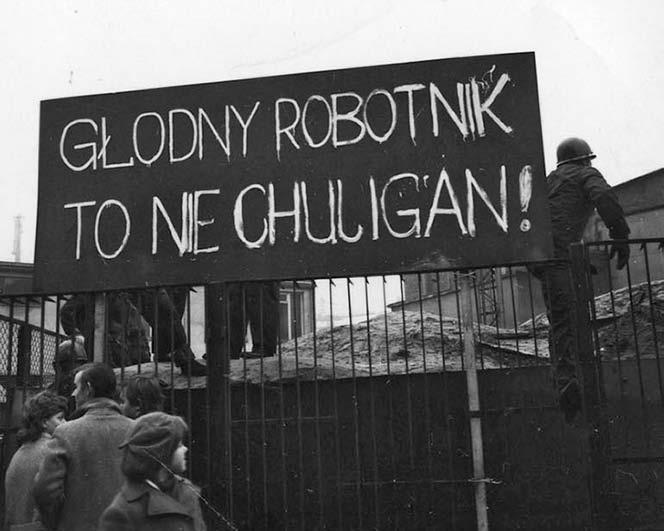 GŁODNY ROBOTNIK
TO NIE CHULIGAN!